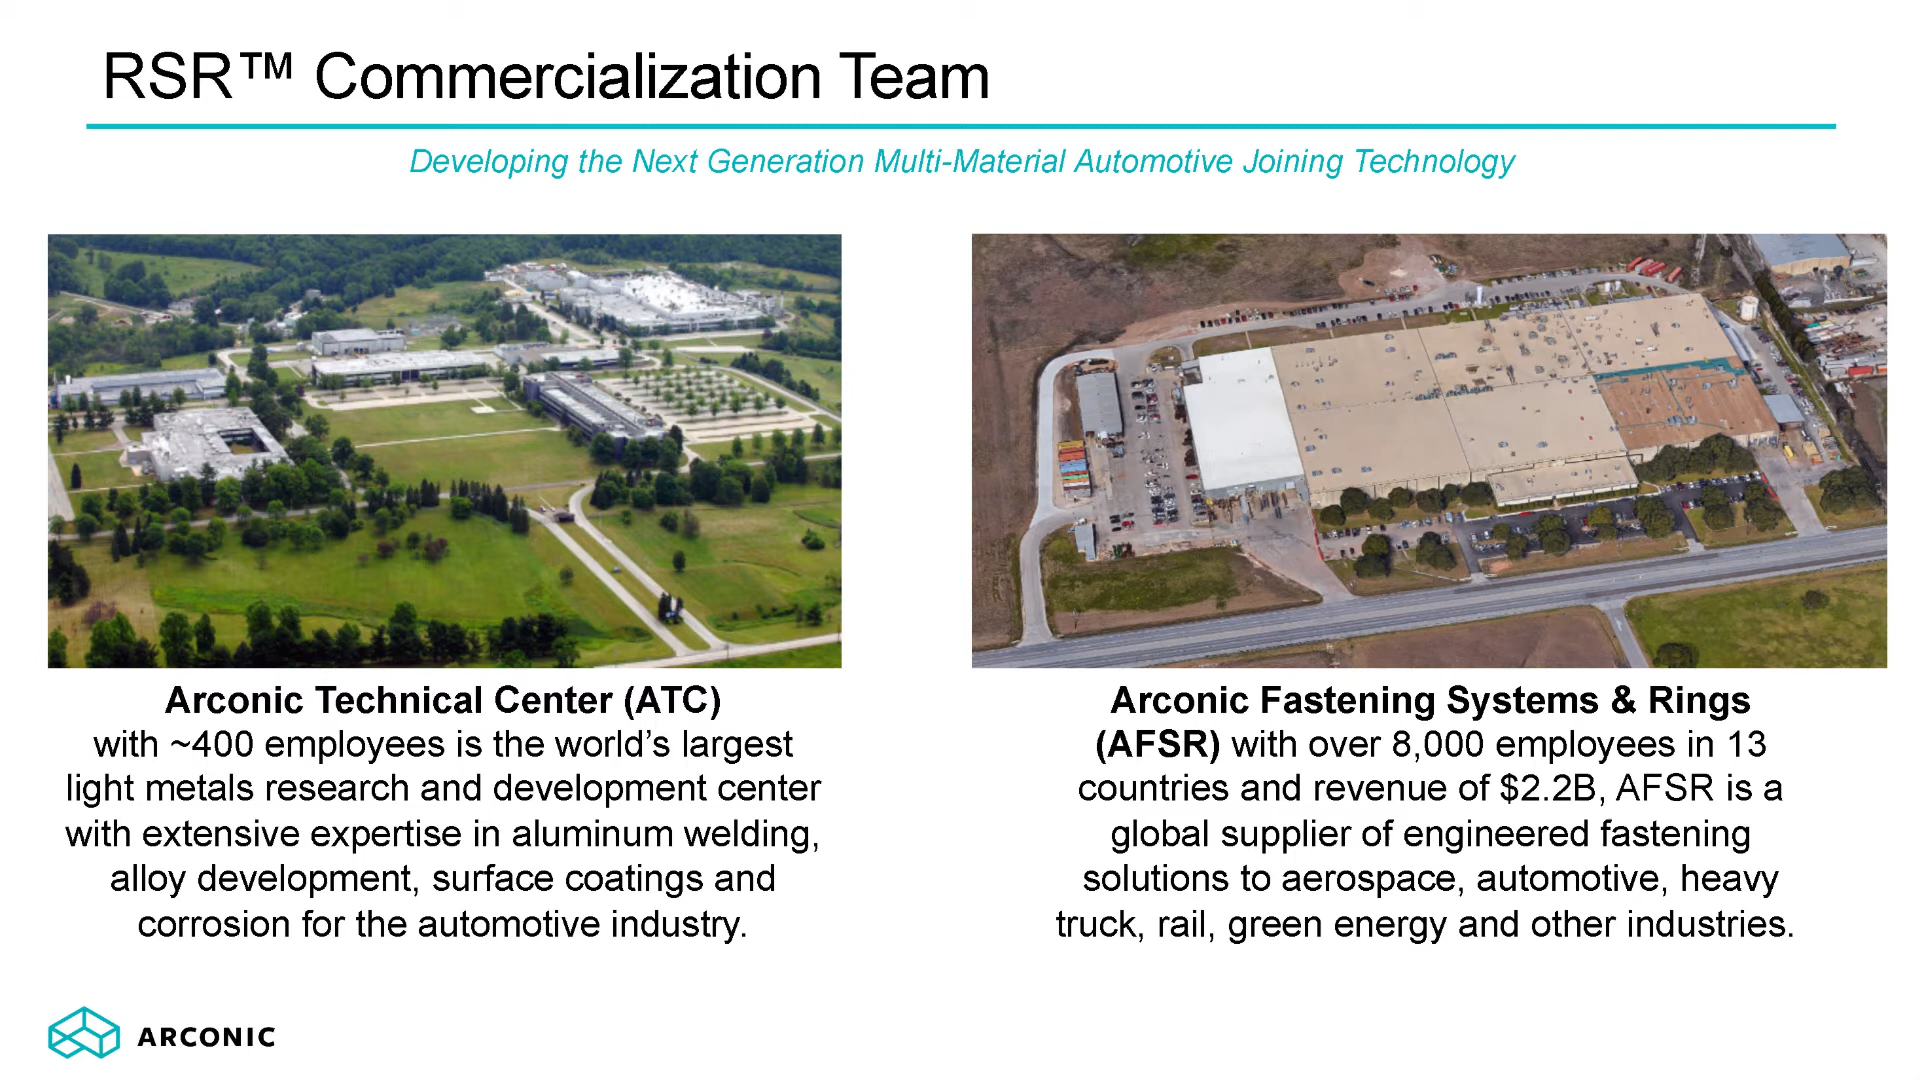 RSR™ Commercialization Team
Developing the Next Generation Multi-Material Automotive Joining Technology
Arconic Technical Center (ATC)
with ~400 employees is the world’s largest
light metals research and development center
with extensive expertise in aluminum welding,
alloy development, surface coatings and
corrosion for the automotive industry.
Arconic Fastening Systems & Rings
(AFSR) with over 8,000 employees in 13
countries and revenue of $2.2B, AFSR is a
global supplier of engineered fastening
solutions to aerospace, automotive, heavy
truck, rail, green energy and other industries.
ARCONIC